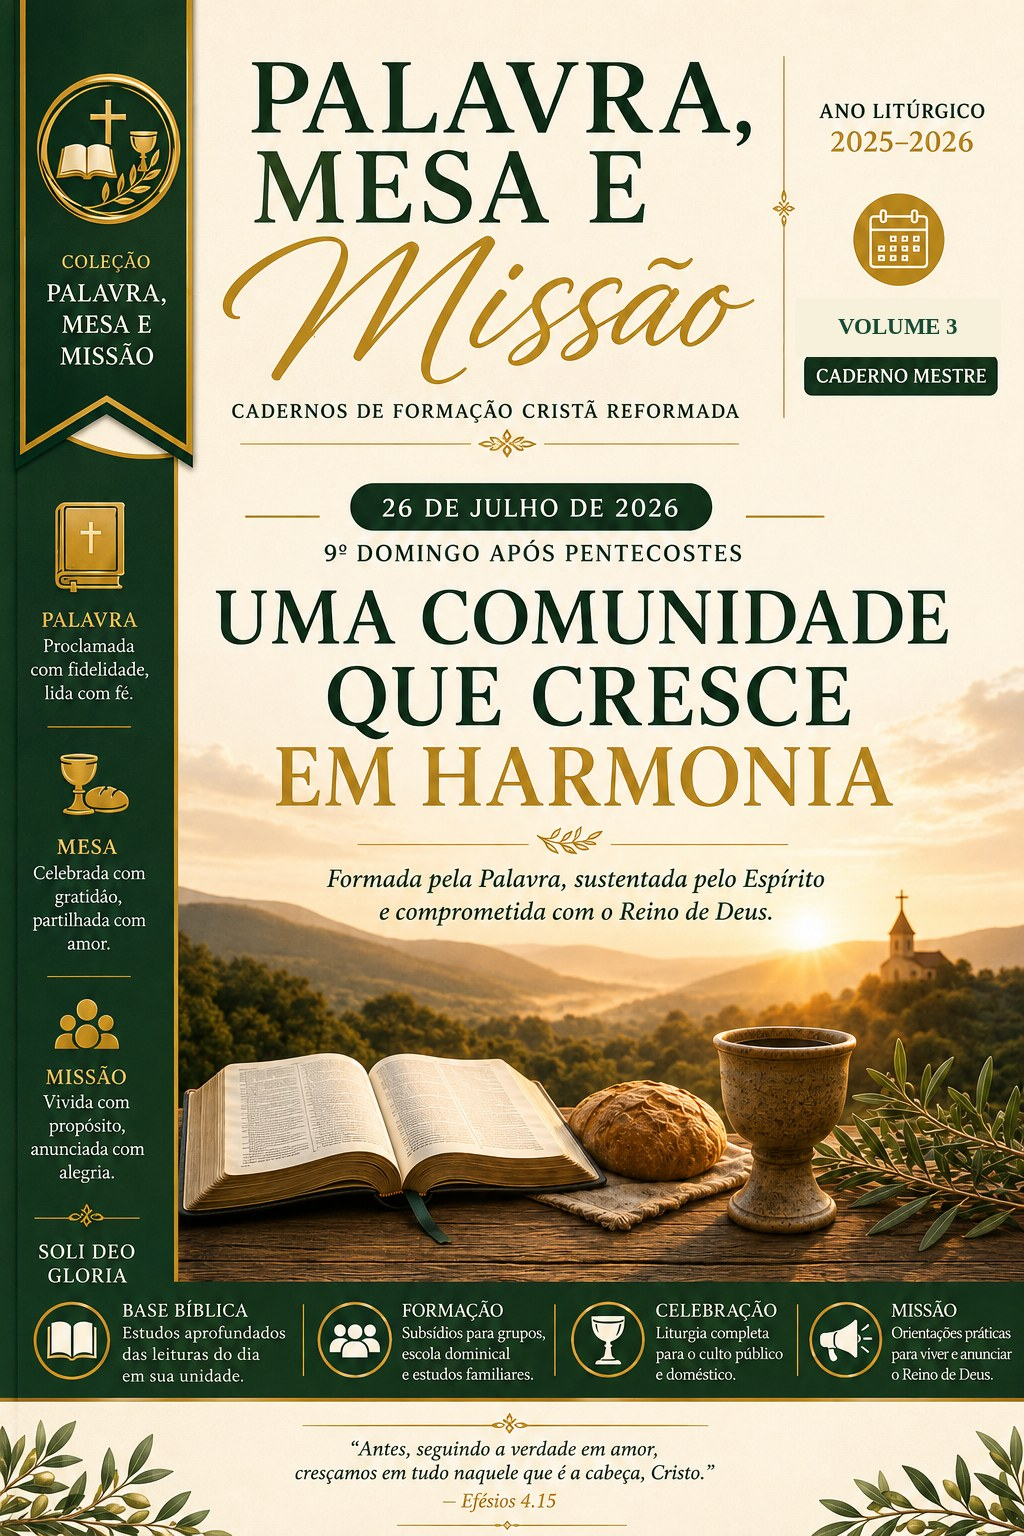 COLEÇÃO
PALAVRA,
MESA E
MISSÃO
PALAVRA,
MESA E
Missão
CADERNOS DE FORMAÇÃO CRISTÃ REFORMADA
ANO LITÚRGICO
2025–2026
VOLUME 3
CADERNO MESTRE
26 DE JULHO DE 2026
9º DOMINGO APÓS PENTECOSTES
UMA COMUNIDADE
QUE CRESCE
EM HARMONIA
Formada pela Palavra, sustentada pelo Espírito
e comprometida com o Reino de Deus.
PALAVRA
Proclamada
com fidelidade,
lida com fé.
MESA
Celebrada com
gratidão,
partilhada com
amor.
MISSÃO
Vivida com
propósito,
anunciada com
alegria.
SOLI DEO
GLORIA
BASE BÍBLICA
Estudos aprofundados
das leituras do dia
em sua unidade.
FORMAÇÃO
Subsídios para grupos,
escola dominical
e estudos familiares.
CELEBRAÇÃO
Liturgia completa
para o culto público
e doméstico.
MISSÃO
Orientações práticas
para viver e anunciar
o Reino de Deus.
“Antes, seguindo a verdade em amor,
cresçamos em tudo naquele que é a cabeça, Cristo.”
— Efésios 4.15